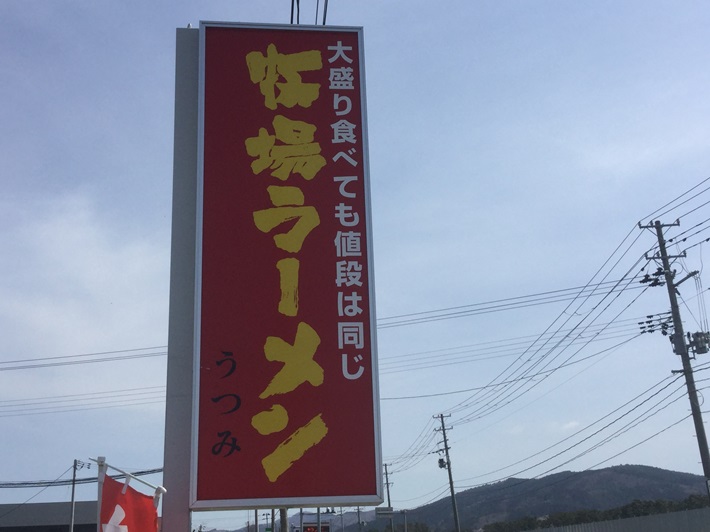 大盛り食べても値段は同じ
牧場ラーメン
うつみ